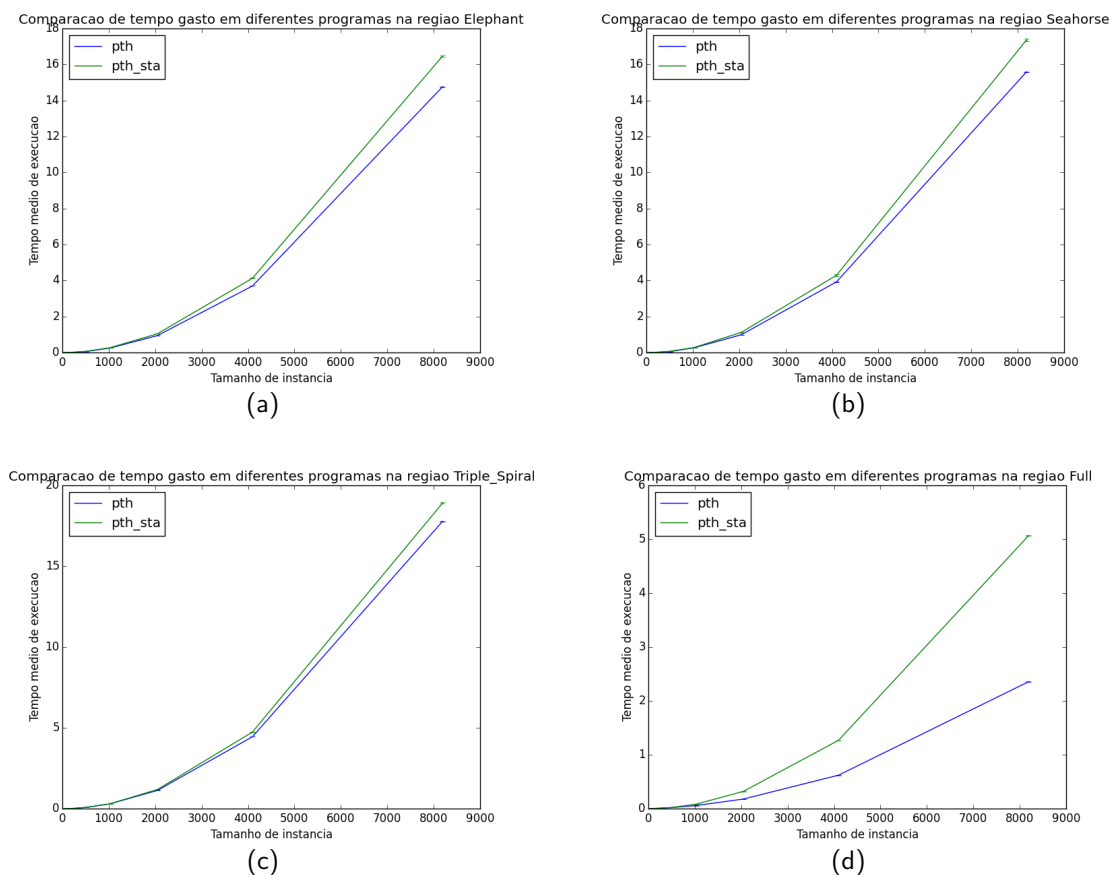 Comparacao de tempo gasto em diferentes programas na regiao Elephant
pth
pth_sta
Tempo medio de execucao
18
16
14
12
10
8
6
4
2
0
0 1000 2000 3000 4000 5000 6000 7000 8000 9000
Tamanho de instancia
(a)
Comparacao de tempo gasto em diferentes programas na regiao Seahorse
pth
pth_sta
Tempo medio de execucao
18
16
14
12
10
8
6
4
2
0
0 1000 2000 3000 4000 5000 6000 7000 8000 9000
Tamanho de instancia
(b)
Comparacao de tempo gasto em diferentes programas na regiao Triple_Spiral
pth
pth_sta
Tempo medio de execucao
20
15
10
5
0
0 1000 2000 3000 4000 5000 6000 7000 8000 9000
Tamanho de instancia
(c)
Comparacao de tempo gasto em diferentes programas na regiao Full
pth
pth_sta
Tempo medio de execucao
6
5
4
3
2
1
0
0 1000 2000 3000 4000 5000 6000 7000 8000 9000
Tamanho de instancia
(d)